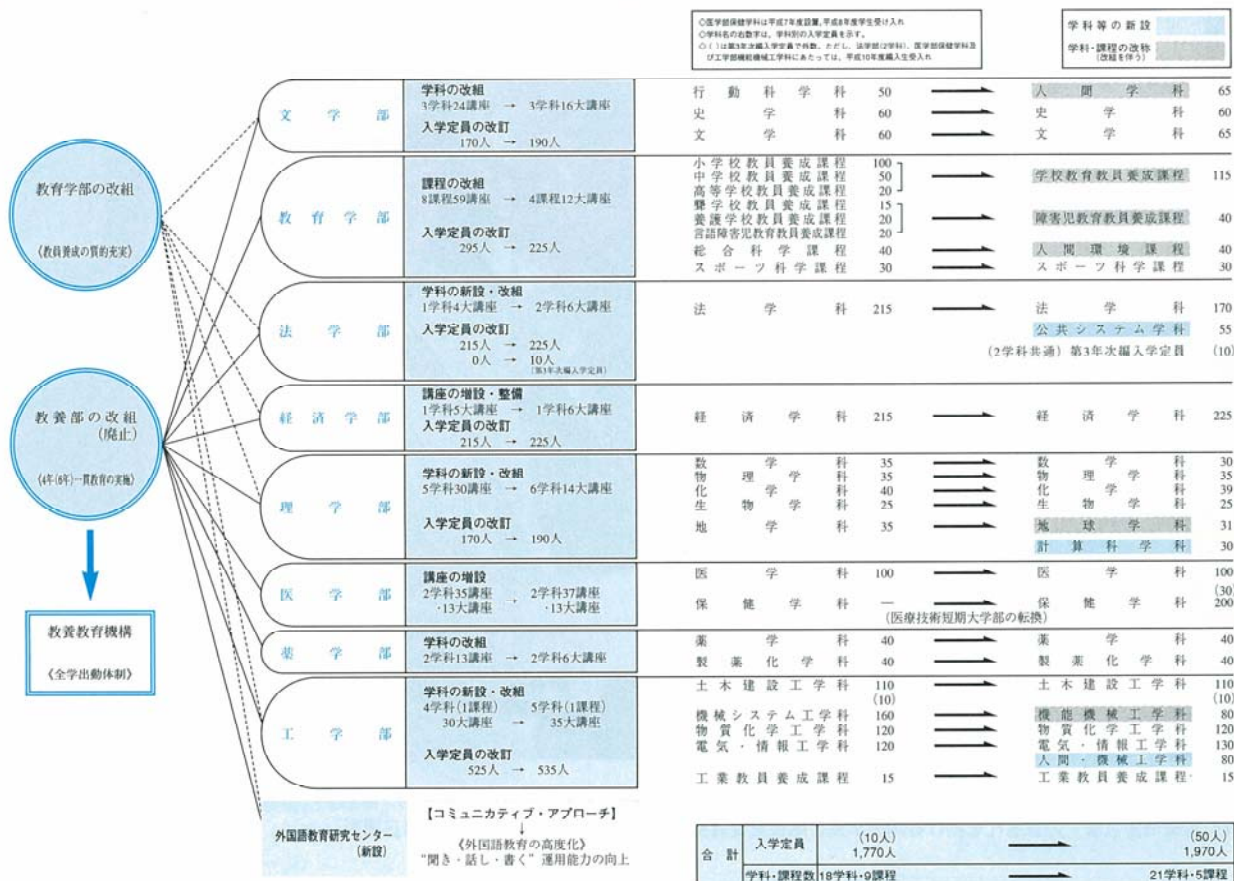 ○医学部保健学科は平成7年度設置,平成8年度学生受け入れ
○学科名の右数字は、学科別の入学定員を示す。
○( )は第3年次編入学定員で外数、ただし、法学部(2学科)、医学部保健学科及
び工学部機能機械工学科にあたっては、平成10年度編入生受入れ
学科等の新設
学科・課程の改称
(改組を伴う)
教育学部の改組
《教員養成の質的充実》
教養部の改組
(廃止)
《4年(6年)一貫教育の実施》
教養教育機構
《全学出動体制》
文学部
学科の改組
3学科24講座 → 3学科16大講座
入学定員の改訂
170人 → 190人
行動科学科 50 → 人間学科 65
史学科 60 → 史学科 60
文学科 60 → 文学科 65
教育学部
課程の改組
8課程59講座 → 4課程12大講座
入学定員の改訂
295人 → 225人
小学校教員養成課程 100
中学校教員養成課程 50 → 学校教育教員養成課程 115
高等学校教員養成課程 20
聾学校教員養成課程 15
養護学校教員養成課程 20 → 障害児教育教員養成課程 40
言語障害児教育教員養成課程 20
総合科学課程 40 → 人間環境課程 40
スポーツ科学課程 30 → スポーツ科学課程 30
法学部
学科の新設・改組
1学科4大講座 → 2学科6大講座
入学定員の改訂
215人 → 225人
0人 → 10人
(第3年次編入学定員)
法学科 215 → 法学科 170
公共システム学科 55
(2学科共通)第3年次編入学定員 (10)
経済学部
講座の増設・整備
1学科5大講座 → 1学科6大講座
入学定員の改訂
215人 → 225人
経済学科 215 → 経済学科 225
理学部
学科の新設・改組
5学科30講座 → 6学科14大講座
入学定員の改訂
170人 → 190人
数学科 35 → 数学科 30
物理学科 35 → 物理学科 35
化学科 40 → 化学科 39
生物学科 25 → 生物学科 25
地学科 35 → 地球学科 31
計算科学科 30
医学部
講座の増設
2学科35講座 → 2学科37講座
・13大講座 ・13大講座
医学科 100 → 医学科 100
(30)
保健学科 — → 保健学科 200
(医療技術短期大学部の転換)
薬学部
学科の改組
2学科13講座 → 2学科6大講座
薬学科 40 → 薬学科 40
製薬化学科 40 → 製薬化学科 40
工学部
学科の新設・改組
4学科(1課程) 5学科(1課程)
30大講座 → 35大講座
入学定員の改訂
525人 → 535人
土木建設工学科 110 → 土木建設工学科 110
(10) (10)
機械システム工学科 160 → 機能機械工学科 80
物質化学工学科 120 → 物質化学工学科 120
電気・情報工学科 120 → 電気・情報工学科 130
人間・機械工学科 80
工業教員養成課程 15 → 工業教員養成課程 15
外国語教育研究センター
(新設)
【コミュニカティブ・アプローチ】
↓
《外国語教育の高度化》
"聞き・話し・書く" 運用能力の向上
合計 入学定員 (10人) (50人)
1,770人 → 1,970人
学科・課程数 18学科・9課程 → 21学科・5課程